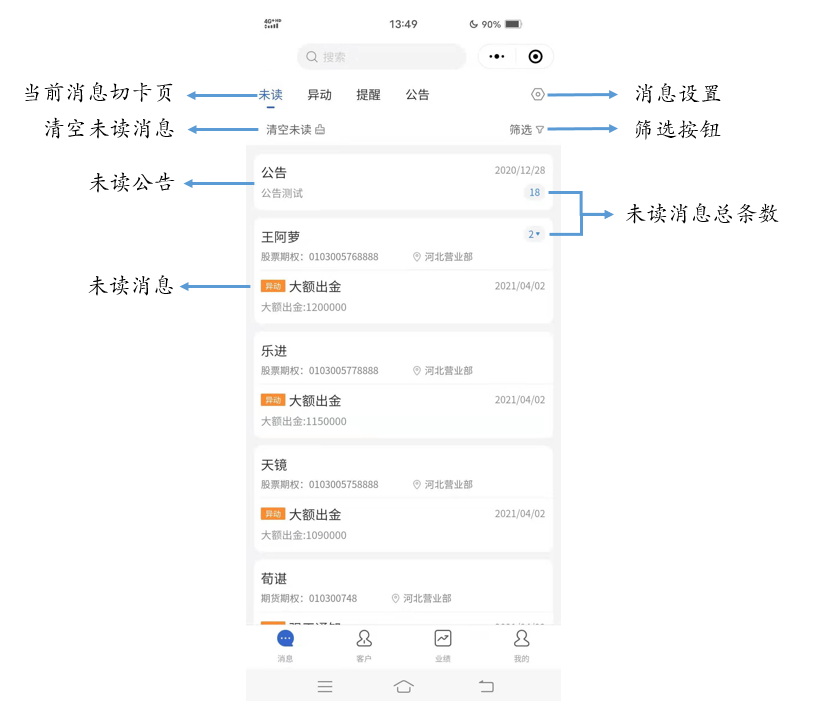 4G+HD
13:49
90%
搜索
当前消息切卡页
未读 异动 提醒 公告
消息设置
清空未读消息
清空未读
筛选
筛选按钮
未读公告
公告
2020/12/28
公告测试
18
未读消息总条数
王阿萝
2
股票期权: 0103005768888 河北营业部
未读消息
异动 大额出金 2021/04/02
大额出金:1200000
乐进
股票期权: 0103005778888 河北营业部
异动 大额出金 2021/04/02
大额出金:1150000
天镜
股票期权: 0103005758888 河北营业部
异动 大额出金 2021/04/02
大额出金:1090000
荀谌
期货期权: 010300748 河北营业部
消息 客户 业绩 我的